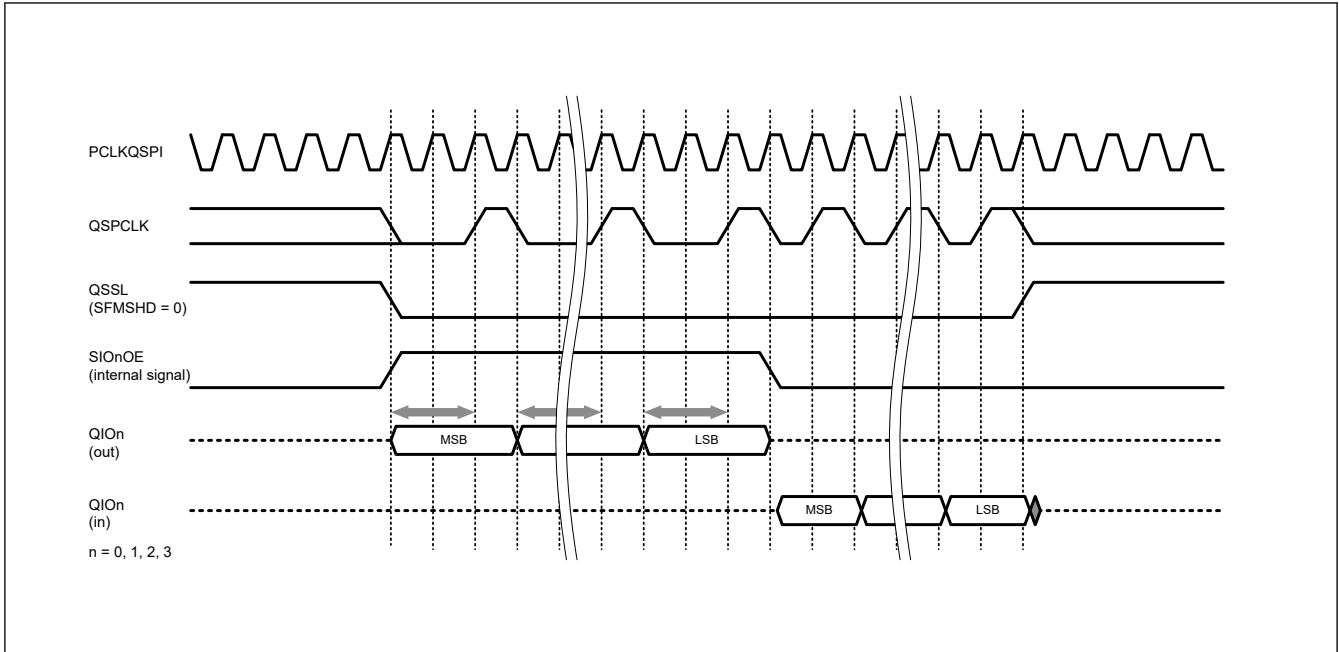 PCLKQSPI
QSPCLK
QSSL
(SFMSHD = 0)
SIOnOE
(internal signal)
QIOn
(out)
MSB
LSB
QIOn
(in)
MSB
LSB
n = 0, 1, 2, 3